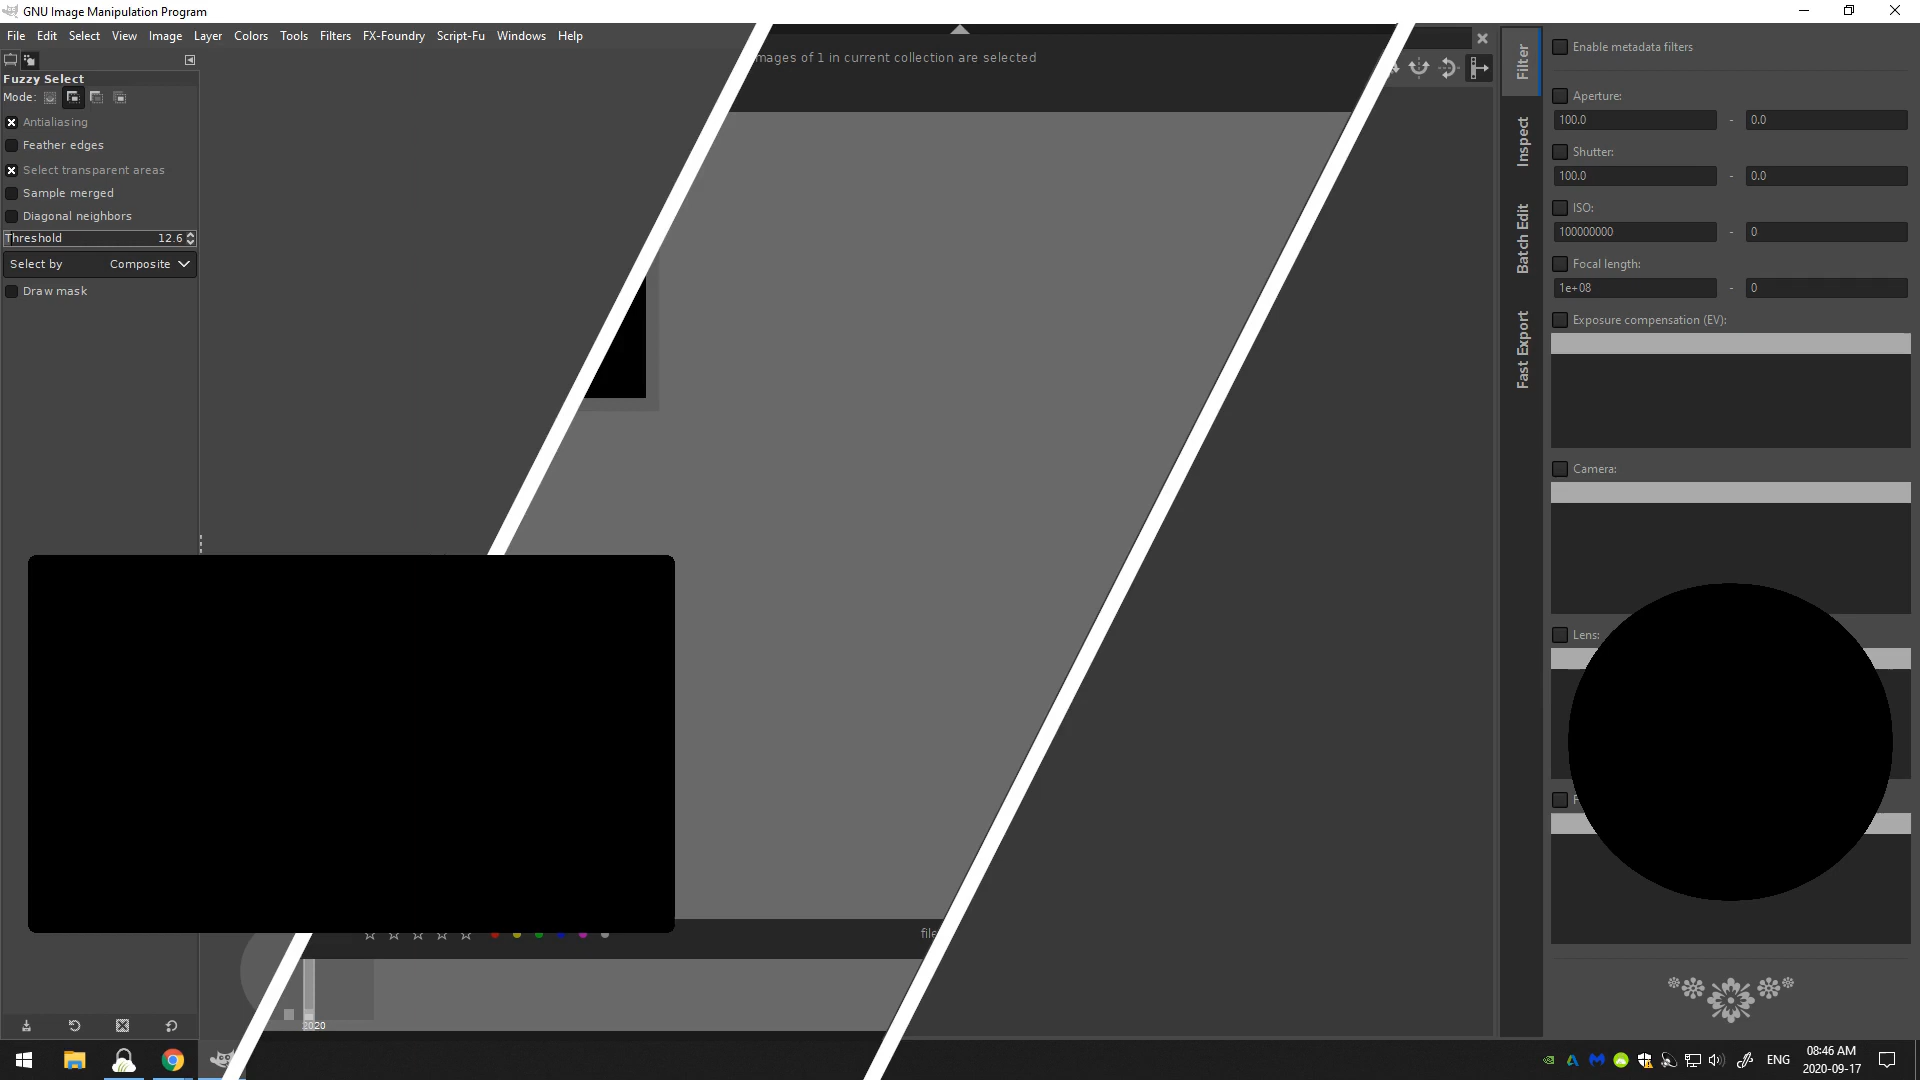 GNU Image Manipulation Program
File Edit Select View Image Layer Colors Tools Filters FX-Foundry Script-Fu Windows Help
Fuzzy Select
Mode:
Antialiasing
Feather edges
Select transparent areas
Sample merged
Diagonal neighbors
Threshold 12.6
Select by Composite
Draw mask
images of 1 in current collection are selected
file
2020
Filter
Inspect
Batch Edit
Fast Export
Enable metadata filters
Aperture:
100.0 - 0.0
Shutter:
100.0 - 0.0
ISO:
100000000 - 0
Focal length:
1e+08 - 0
Exposure compensation (EV):
Camera:
Lens:
ENG
08:46 AM
2020-09-17